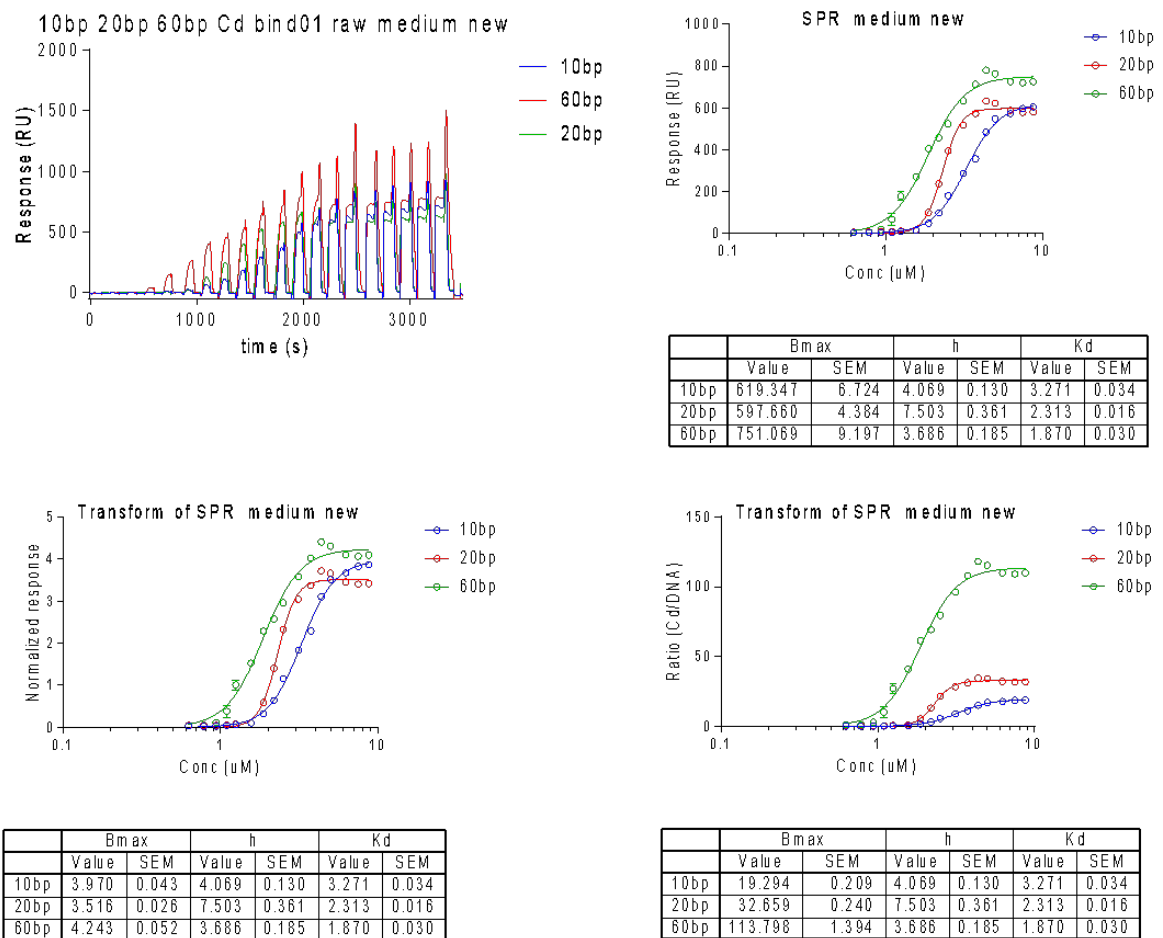 10bp 20bp 60bp Cd bind01 raw medium new
2000
1500
1000
500
0
Response (RU)
0 1000 2000 3000
time (s)
10bp
60bp
20bp
SPR medium new
1000
800
600
400
200
0
Response (RU)
0.1 1 10
Conc (uM)
10bp
20bp
60bp
Bmax h Kd
Value SEM Value SEM Value SEM
10bp 619.347 6.724 4.069 0.130 3.271 0.034
20bp 597.660 4.384 7.503 0.361 2.313 0.016
60bp 751.069 9.197 3.686 0.185 1.870 0.030
Transform of SPR medium new
5
4
3
2
1
0
Normalized response
0.1 1 10
Conc (uM)
10bp
20bp
60bp
Bmax h Kd
Value SEM Value SEM Value SEM
10bp 3.970 0.043 4.069 0.130 3.271 0.034
20bp 3.516 0.026 7.503 0.361 2.313 0.016
60bp 4.243 0.052 3.686 0.185 1.870 0.030
Transform of SPR medium new
150
100
50
0
Ratio (Cd/DNA)
0.1 1 10
Conc (uM)
10bp
20bp
60bp
Bmax h Kd
Value SEM Value SEM Value SEM
10bp 19.294 0.209 4.069 0.130 3.271 0.034
20bp 32.659 0.240 7.503 0.361 2.313 0.016
60bp 113.798 1.394 3.686 0.185 1.870 0.030